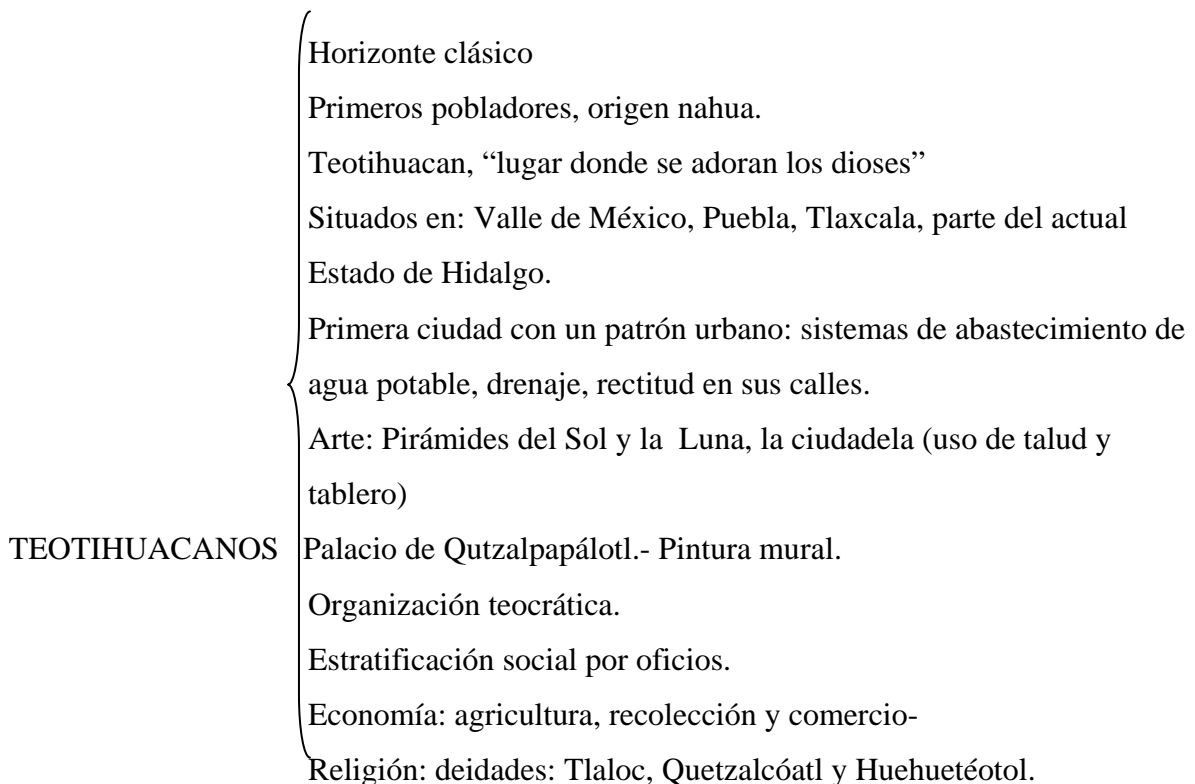 Horizonte clásico
Primeros pobladores, origen nahua.
Teotihuacan, “lugar donde se adoran los dioses”
Situados en: Valle de México, Puebla, Tlaxcala, parte del actual
Estado de Hidalgo.
Primera ciudad con un patrón urbano: sistemas de abastecimiento de
agua potable, drenaje, rectitud en sus calles.
Arte: Pirámides del Sol y la  Luna, la ciudadela (uso de talud y
tablero)
TEOTIHUACANOS Palacio de Qutzalpapálotl.- Pintura mural.
Organización teocrática.
Estratificación social por oficios.
Economía: agricultura, recolección y comercio-
Religión: deidades: Tlaloc, Quetzalcóatl y Huehuetéotol.